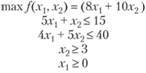 max f(x₁, x₂) = (8x₁ + 10x₂)
5x₁ + x₂ ≤ 15
4x₁ + 5x₂ ≤ 40
x₂ ≥ 3
x₁ ≥ 0